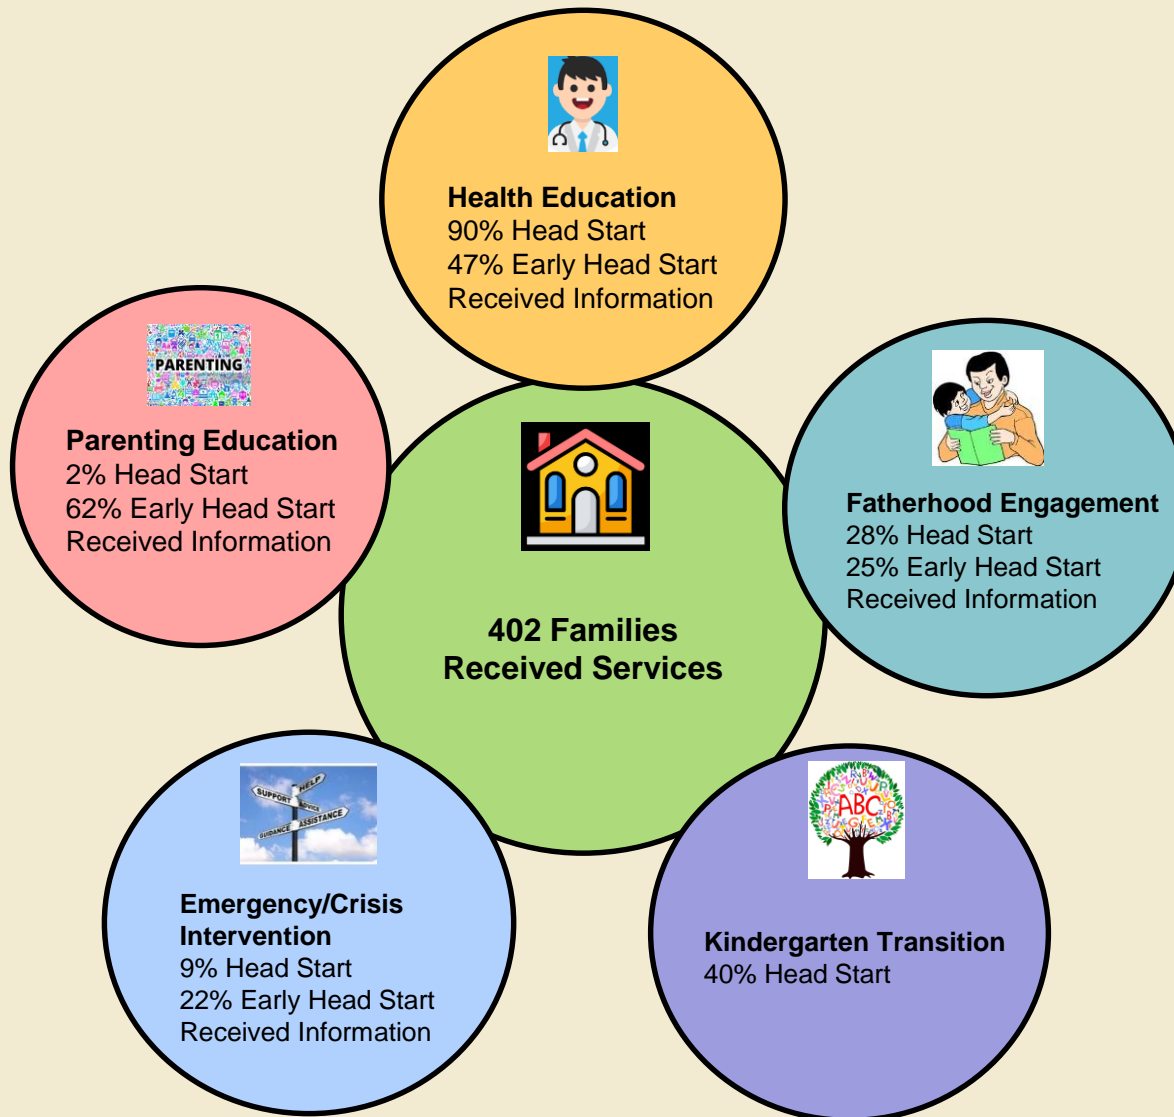 Health Education
90% Head Start
47% Early Head Start
Received Information
PARENTING
Parenting Education
2% Head Start
62% Early Head Start
Received Information
Fatherhood Engagement
28% Head Start
25% Early Head Start
Received Information
402 Families
Received Services
HELP
SUPPORT
ADVICE
GUIDANCE
ASSISTANCE
Emergency/Crisis
Intervention
9% Head Start
22% Early Head Start
Received Information
ABC
Kindergarten Transition
40% Head Start